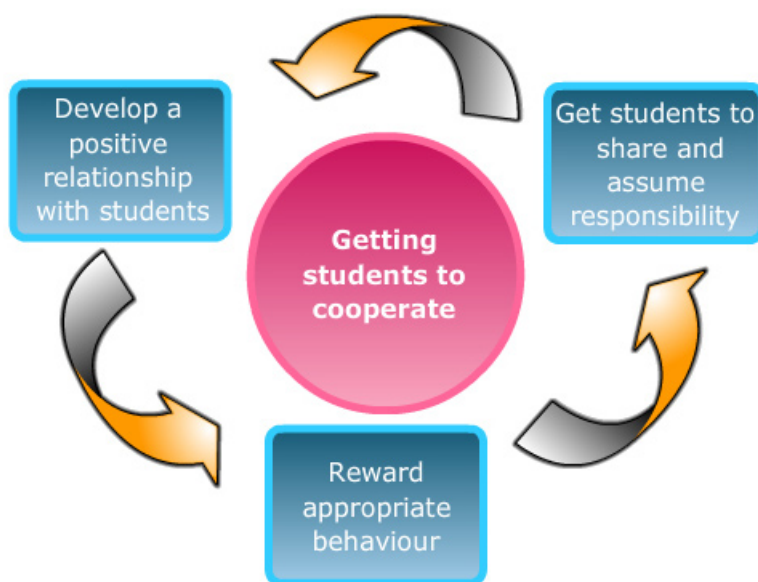 Develop a
positive
relationship
with students
Get students to
share and
assume
responsibility
Getting
students to
cooperate
Reward
appropriate
behaviour